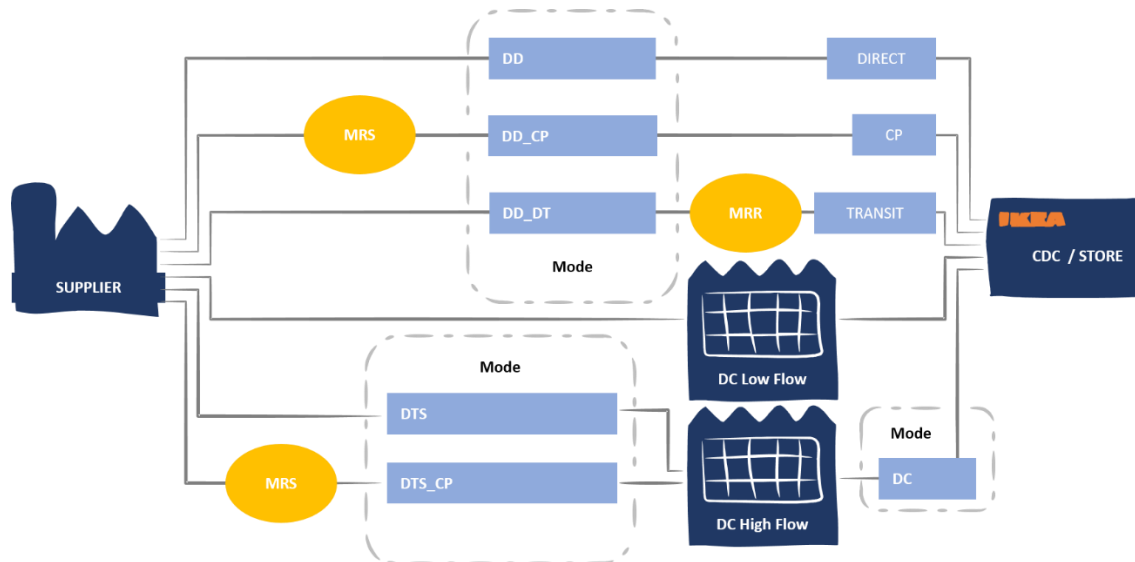 DD
DIRECT
MRS
DD_CP
CP
DD_DT
MRR
TRANSIT
IKEA
CDC / STORE
Mode
SUPPLIER
DC Low Flow
Mode
DTS
Mode
MRS
DTS_CP
DC
DC High Flow